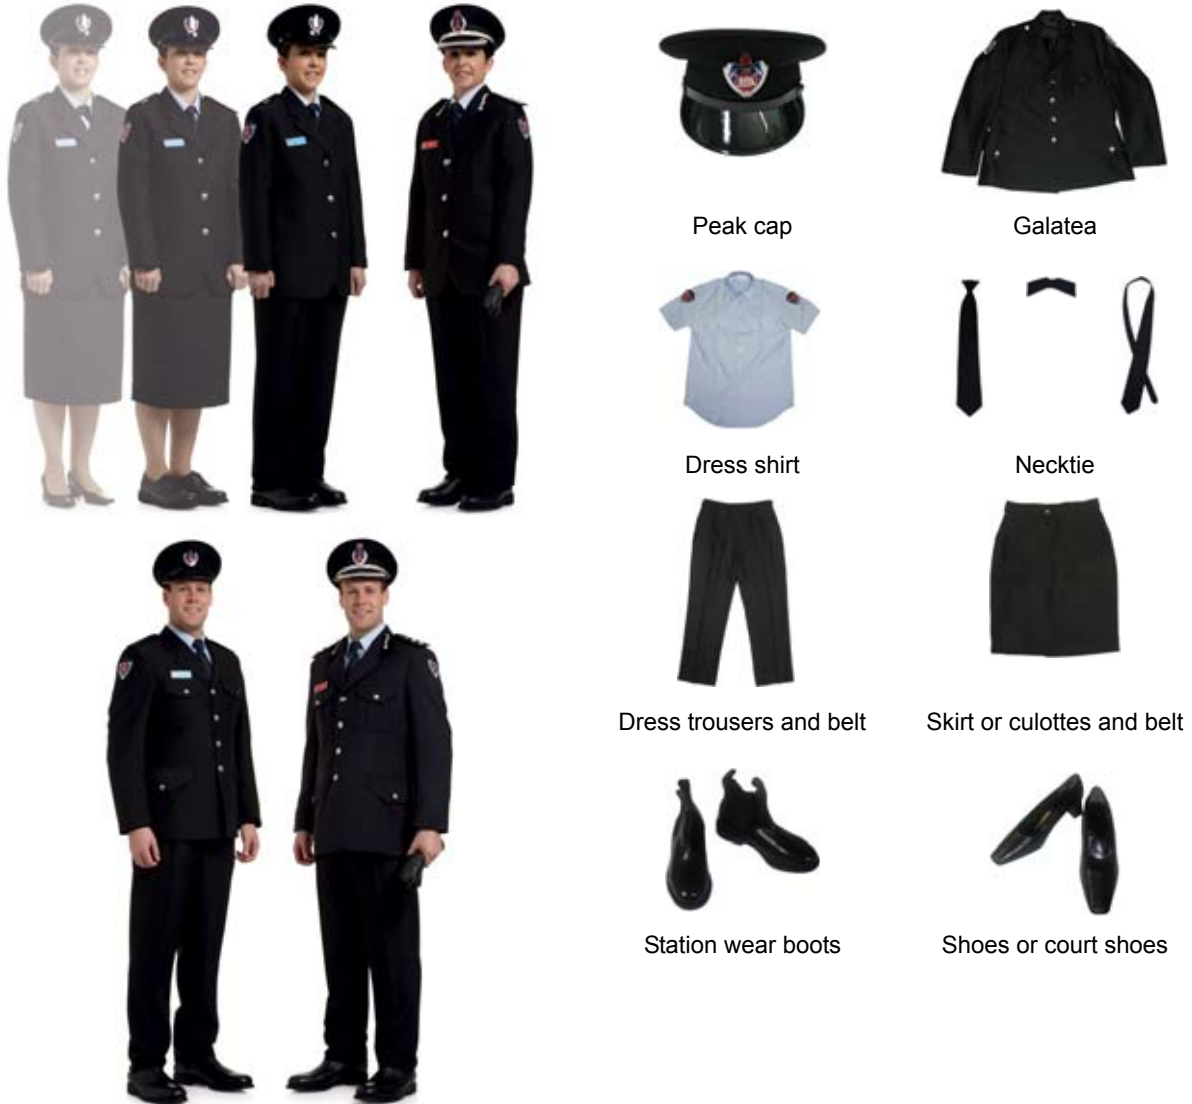 Peak cap
Galatea
Dress shirt
Necktie
Dress trousers and belt
Skirt or culottes and belt
Station wear boots
Shoes or court shoes